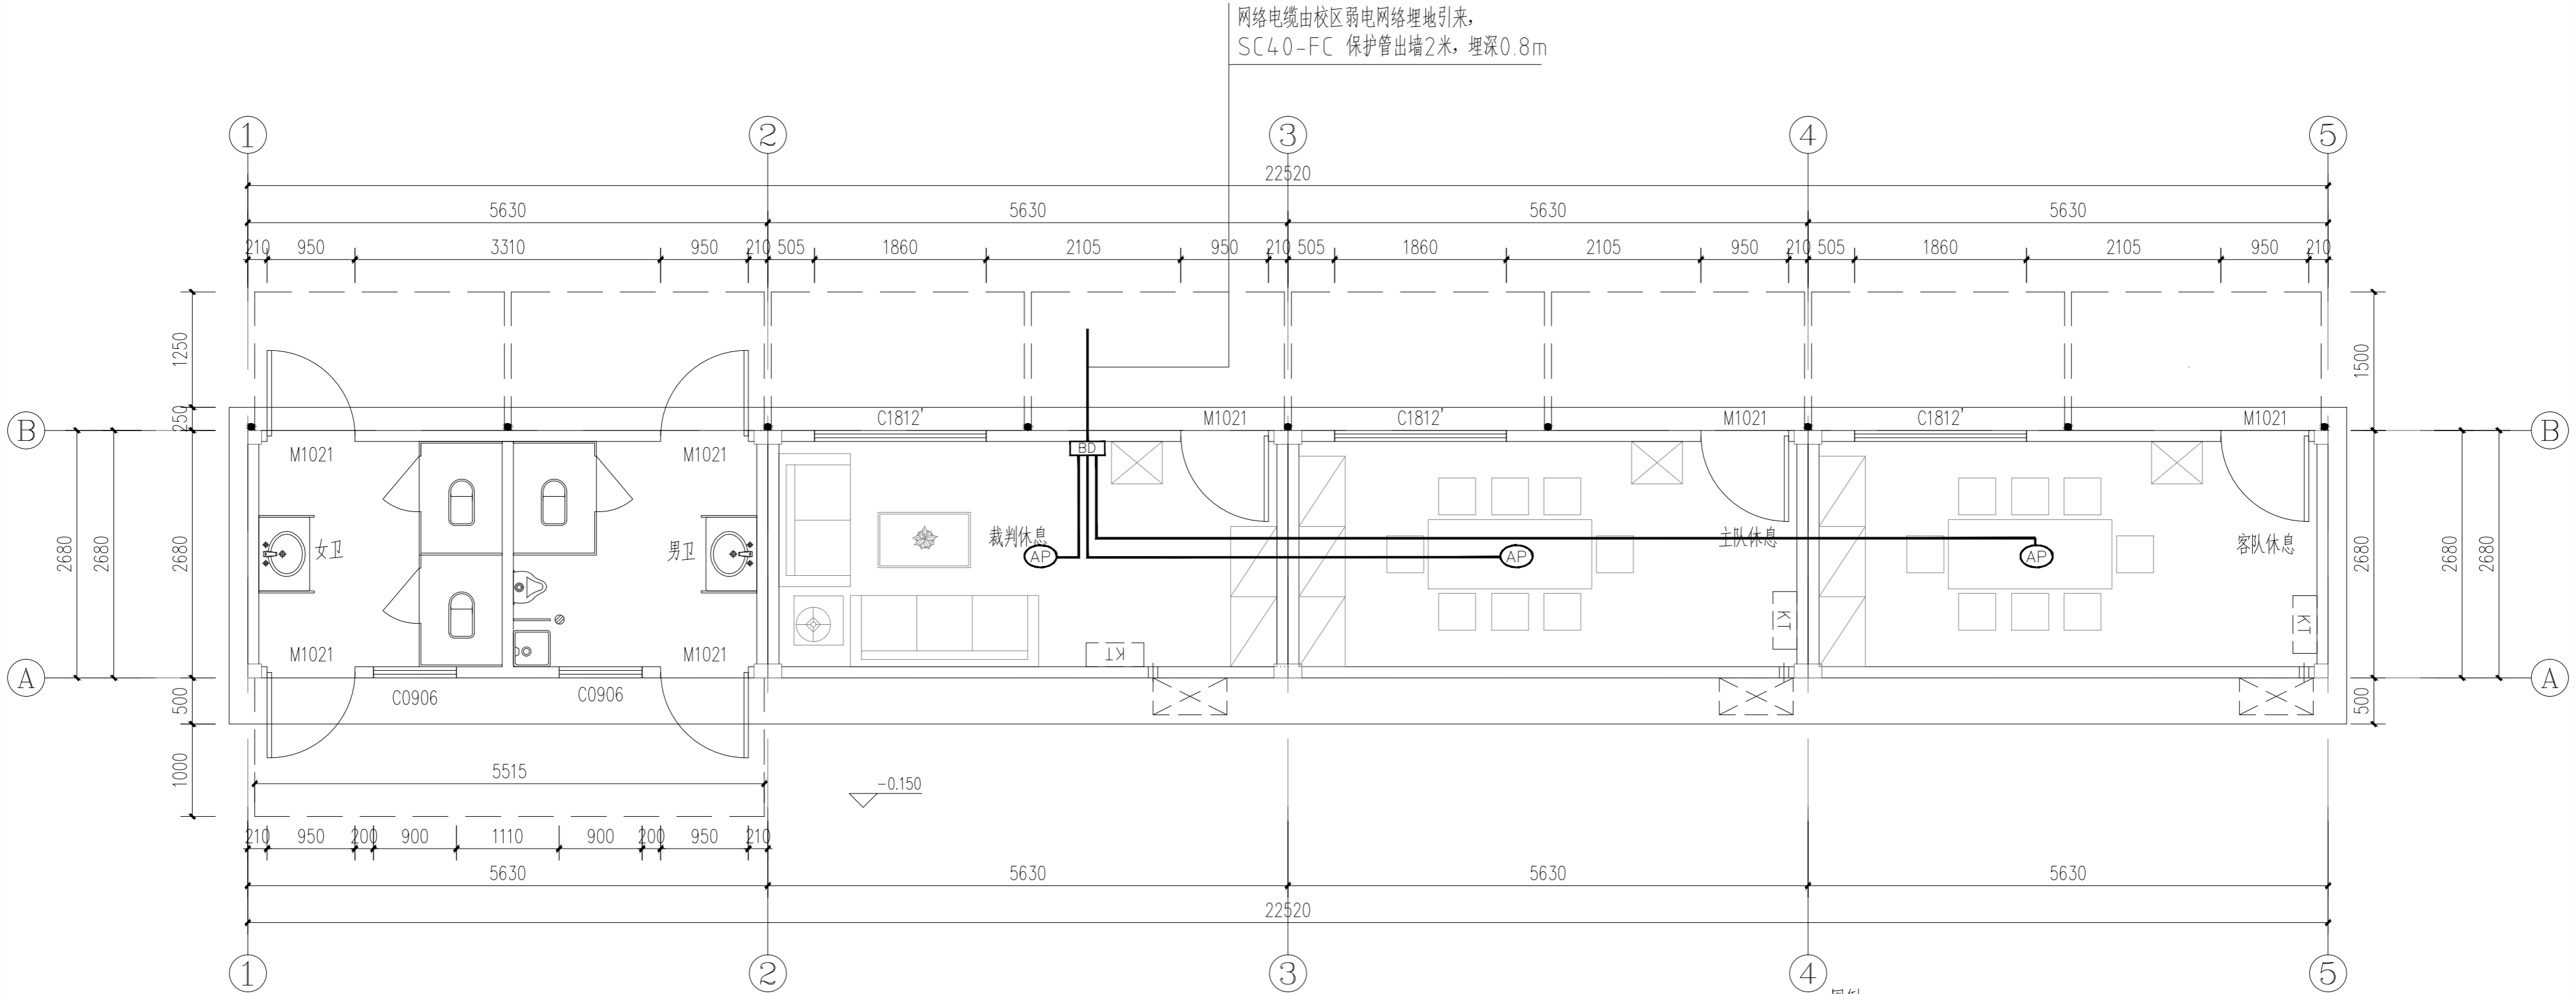 网络电缆由校区弱电网络埋地引来，
SC40-FC 保护管出墙2米，埋深0.8m
1 2 3 4 5
22520
5630 5630 5630 5630
210 950 3310 950 210 505 1860 2105 950 210 505 1860 2105 950 210 505 1860 2105 950 210
1250
1500
250
C1812' M1021 C1812' M1021 C1812' M1021
B B
M1021 M1021 BD
2680 2680 2680 女卫 男卫 裁判休息 主队休息 客队休息 2680 2680 2680
AP AP AP
KT KT KT
M1021 M1021
A A
C0906 C0906
500 500
1000
5515
-0.150
210 950 200 900 1110 900 200 950 210
5630 5630 5630 5630
22520
1 2 3 4 5